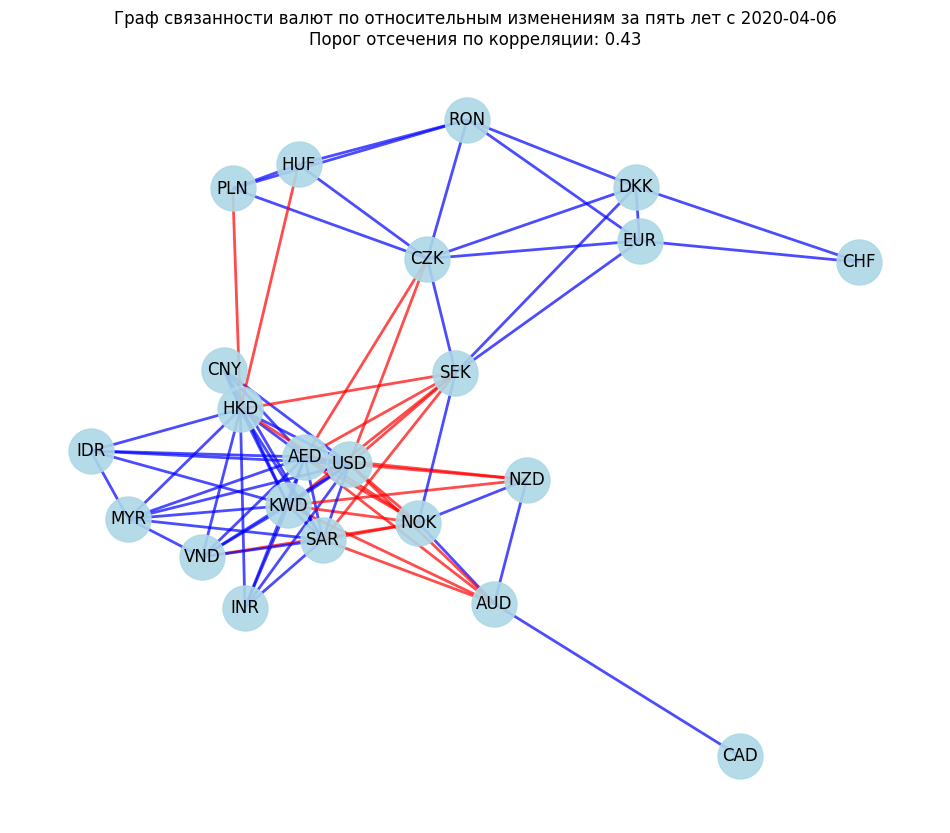 Граф связанности валют по относительным изменениям за пять лет с 2020-04-06
Порог отсечения по корреляции: 0.43
RON
HUF
PLN
DKK
EUR
CZK
CHF
CNY
SEK
HKD
IDR
AED
USD
NZD
KWD
MYR
NOK
SAR
VND
INR
AUD
CAD